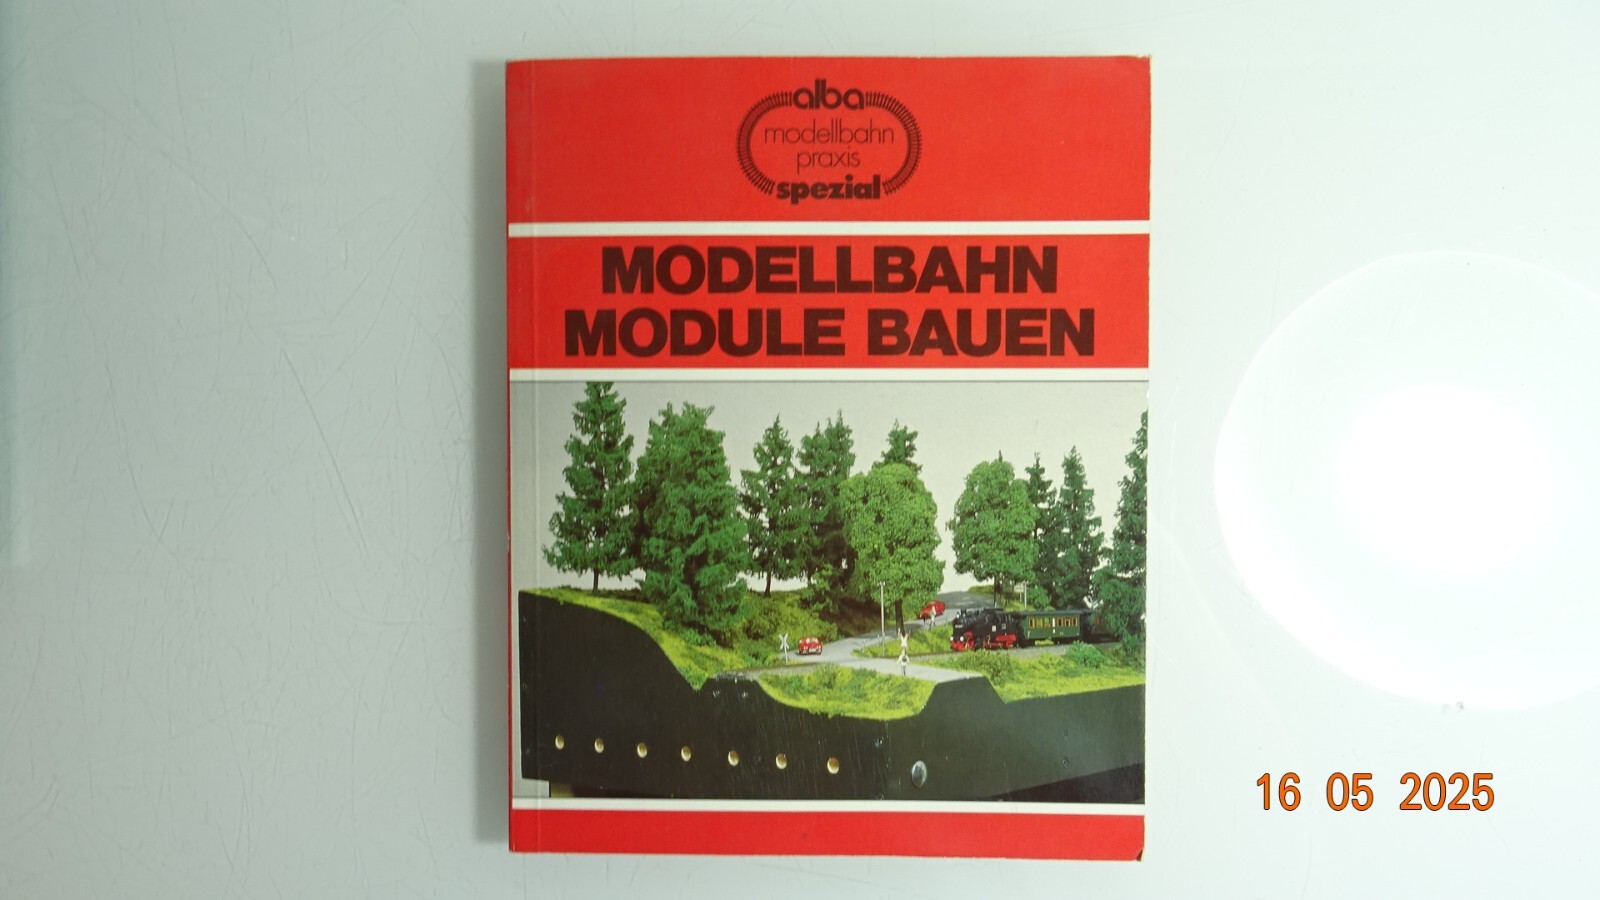 alba
modellbahn
praxis
spezial
MODELLBAHN
MODULE BAUEN
16 05 2025